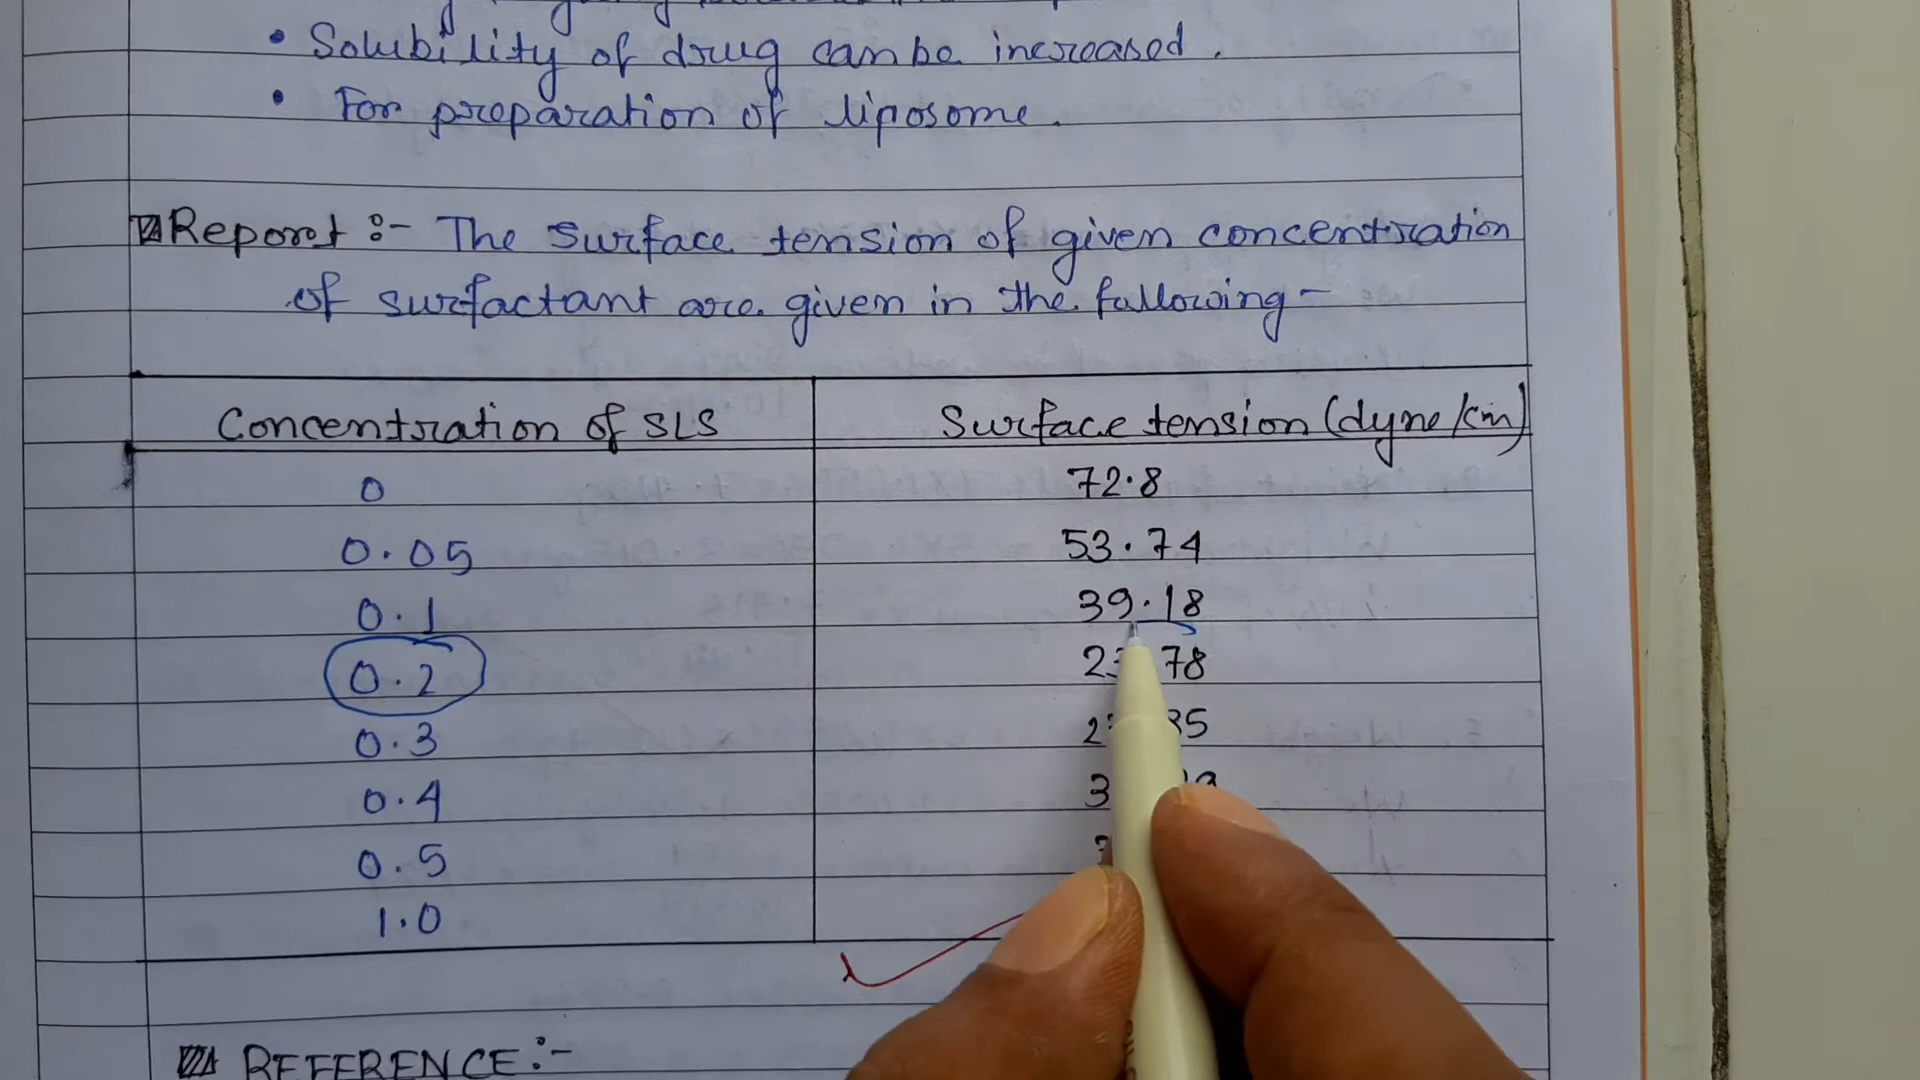 • Solubility of drug can be increased.
• For preparation of liposome.
Report :- The Surface tension of given concentration
of surfactant are given in the following -
Concentration of SLS Surface tension (dyne/cm)
0 72.8
0.05 53.74
0.1 39.18
0.2 78
0.3
0.4
0.5
1.0
REFERENCE :-